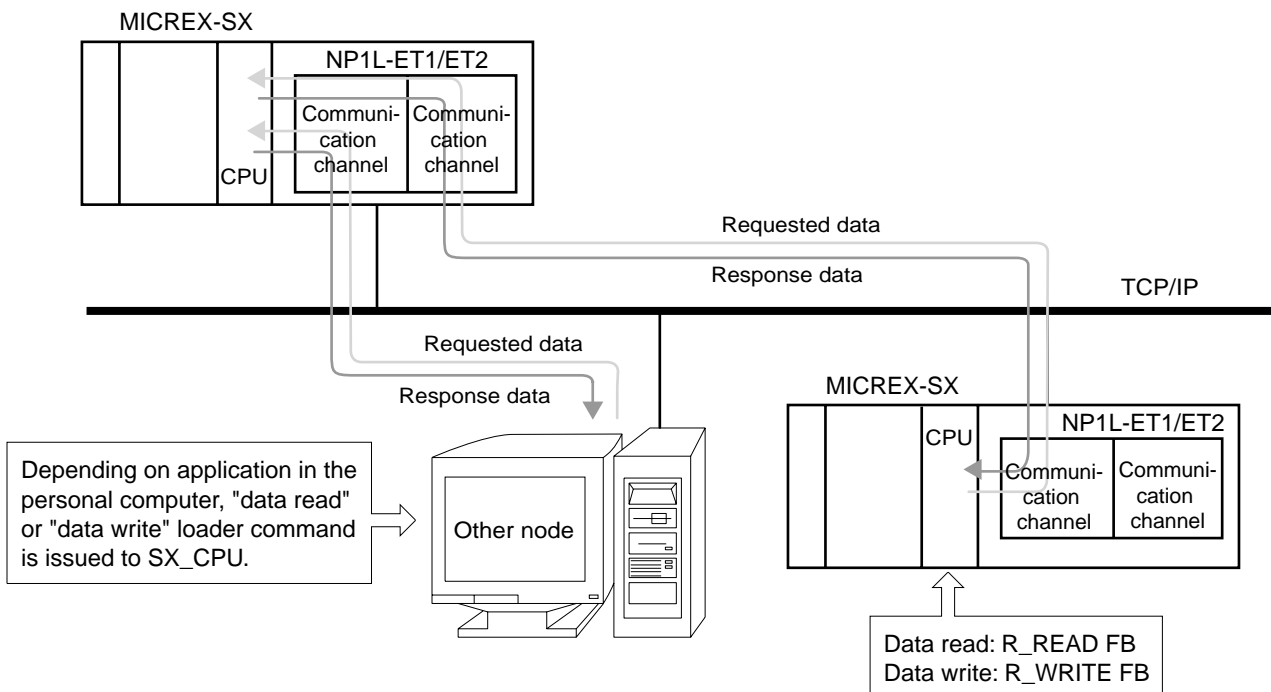 MICREX-SX
NP1L-ET1/ET2
Communi-
cation
channel
Communi-
cation
channel
CPU
Requested data
Response data
TCP/IP
Requested data
Response data
MICREX-SX
NP1L-ET1/ET2
CPU
Communi-
cation
channel
Communi-
cation
channel
Depending on application in the
personal computer, "data read"
or "data write" loader command
is issued to SX_CPU.
Other node
Data read: R_READ FB
Data write: R_WRITE FB